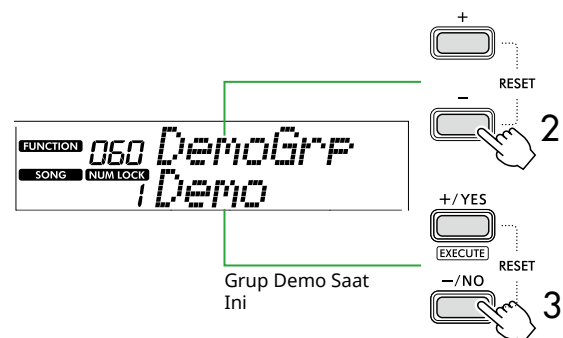 +
RESET
−
2
FUNCTION 060 DemoGrp
SONG NUM LOCK 1 Demo
+/YES
EXECUTE
RESET
−/NO
3
Grup Demo Saat
Ini